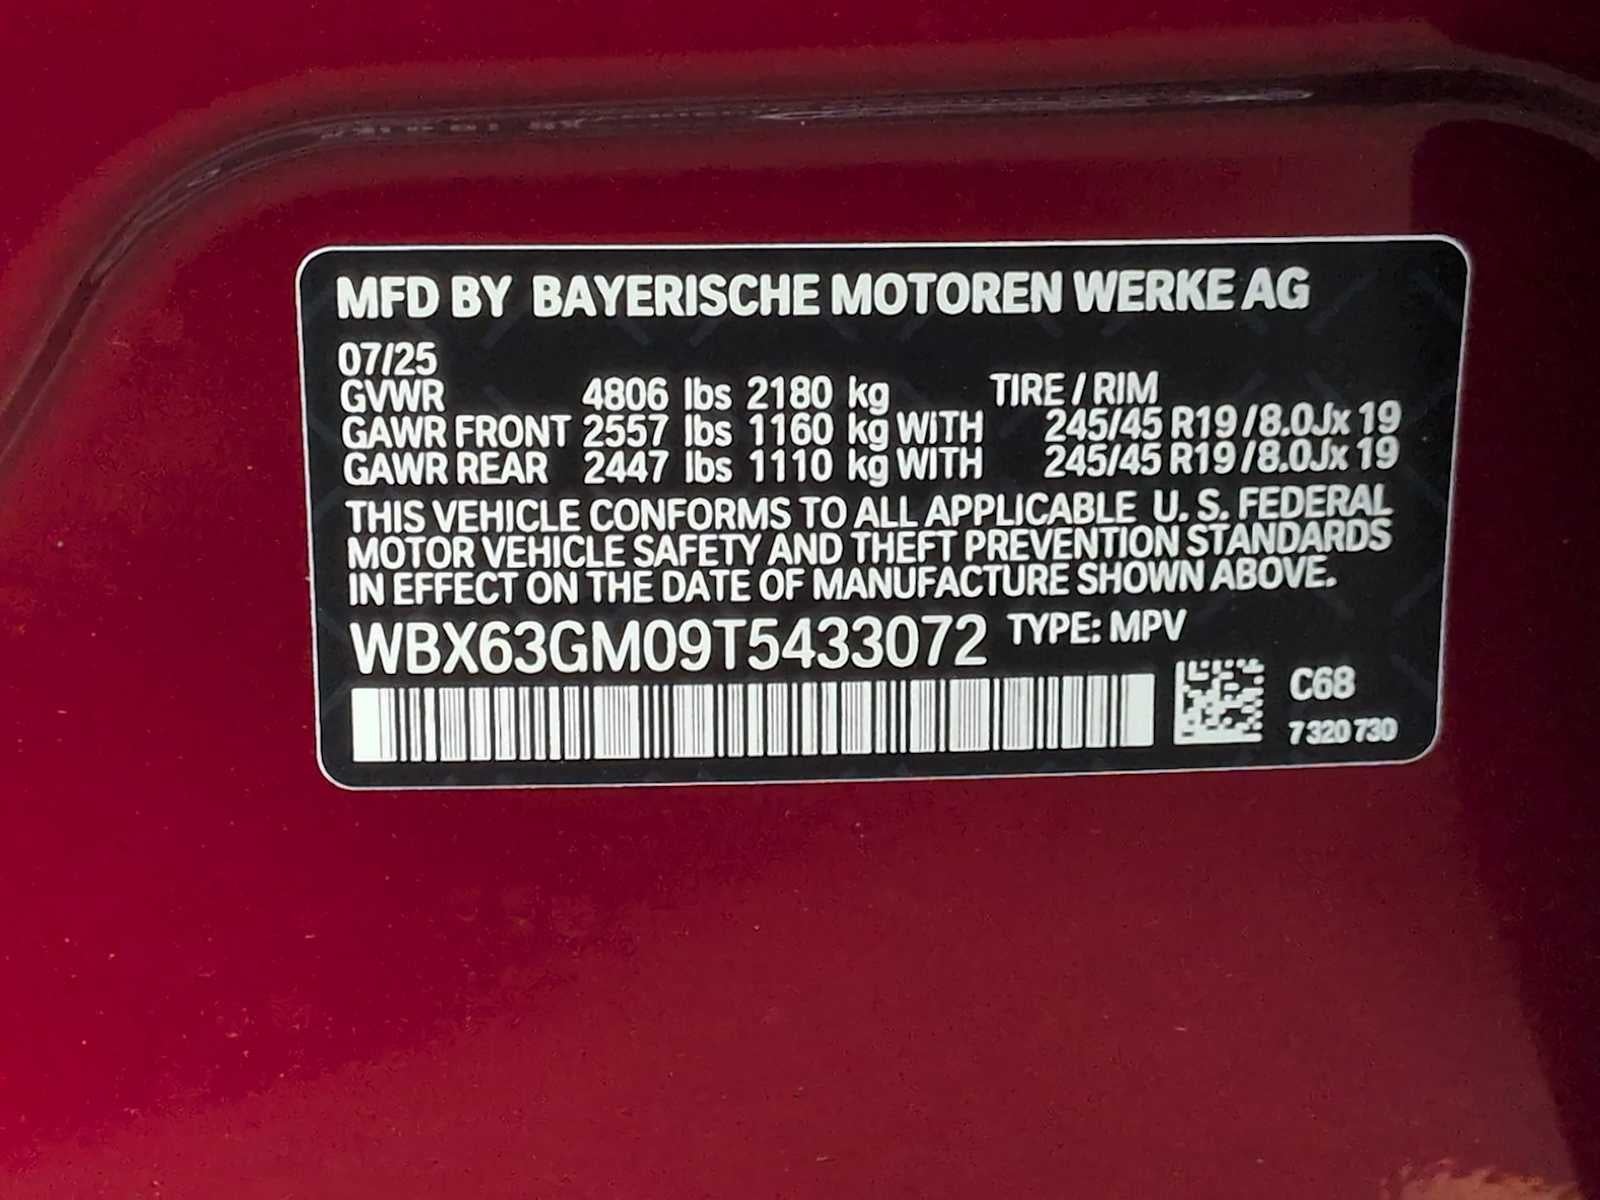 MFD BY BAYERISCHE MOTOREN WERKE AG
07/25
GVWR 4806 lbs 2180 kg TIRE / RIM
GAWR FRONT 2557 lbs 1160 kg WITH 245/45 R19 /8.0Jx 19
GAWR REAR 2447 lbs 1110 kg WITH 245/45 R19 /8.0Jx 19
THIS VEHICLE CONFORMS TO ALL APPLICABLE U. S. FEDERAL
MOTOR VEHICLE SAFETY AND THEFT PREVENTION STANDARDS
IN EFFECT ON THE DATE OF MANUFACTURE SHOWN ABOVE.
WBX63GM09T5433072 TYPE: MPV
C68
7 320 730